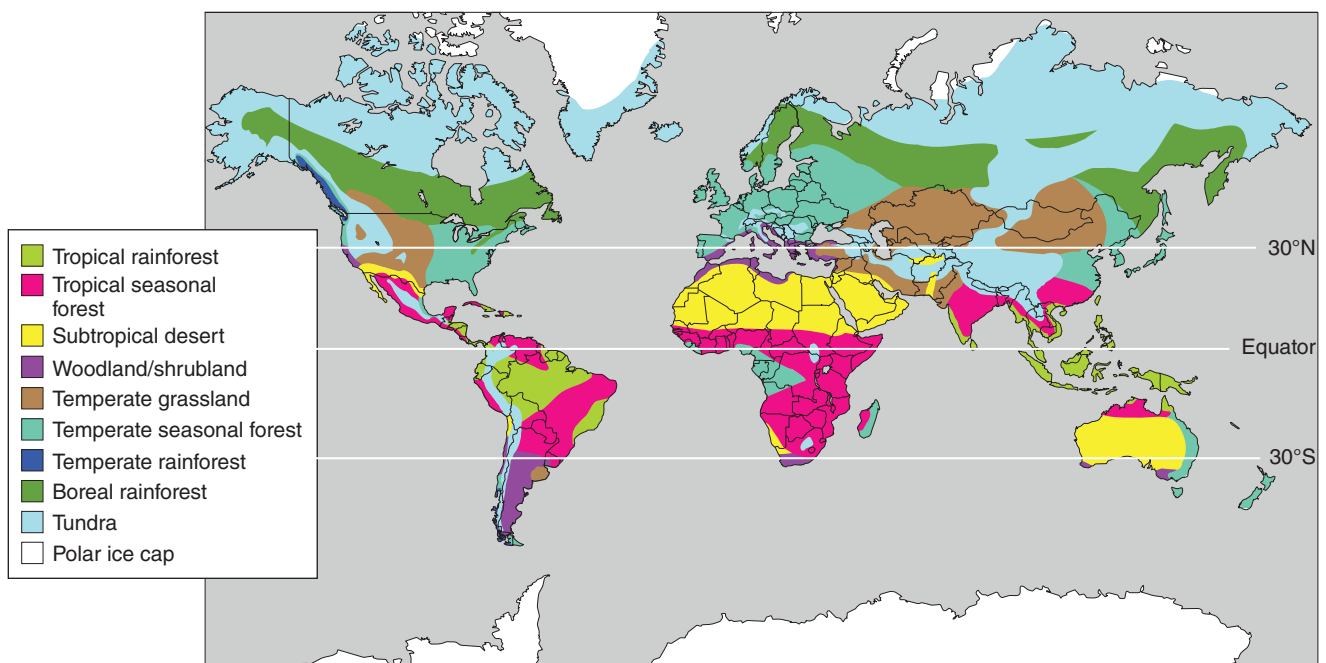 Tropical rainforest
Tropical seasonal
forest
Subtropical desert
Woodland/shrubland
Temperate grassland
Temperate seasonal forest
Temperate rainforest
Boreal rainforest
Tundra
Polar ice cap
30°N
Equator
30°S